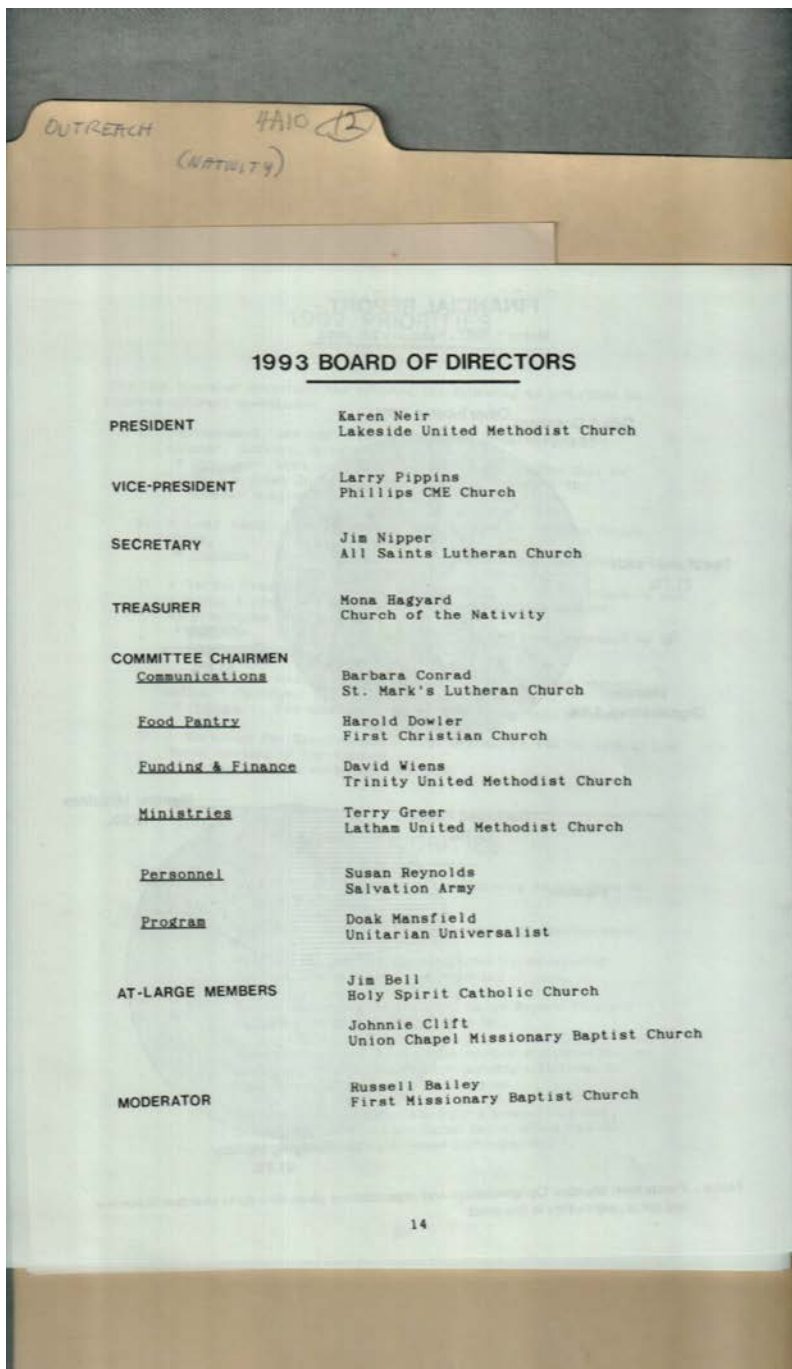 OUTREACH 4A10 12
(NATIVITY)
1993 BOARD OF DIRECTORS
PRESIDENT Karen Neir
Lakeside United Methodist Church
VICE-PRESIDENT Larry Pippins
Phillips CME Church
SECRETARY Jim Nipper
All Saints Lutheran Church
TREASURER Mona Hagyard
Church of the Nativity
COMMITTEE CHAIRMEN
Communications Barbara Conrad
St. Mark's Lutheran Church
Food Pantry Harold Dowler
First Christian Church
Funding & Finance David Wiens
Trinity United Methodist Church
Ministries Terry Greer
Latham United Methodist Church
Personnel Susan Reynolds
Salvation Army
Program Doak Mansfield
Unitarian Universalist
AT-LARGE MEMBERS Jim Bell
Holy Spirit Catholic Church
Johnnie Clift
Union Chapel Missionary Baptist Church
MODERATOR Russell Bailey
First Missionary Baptist Church
14